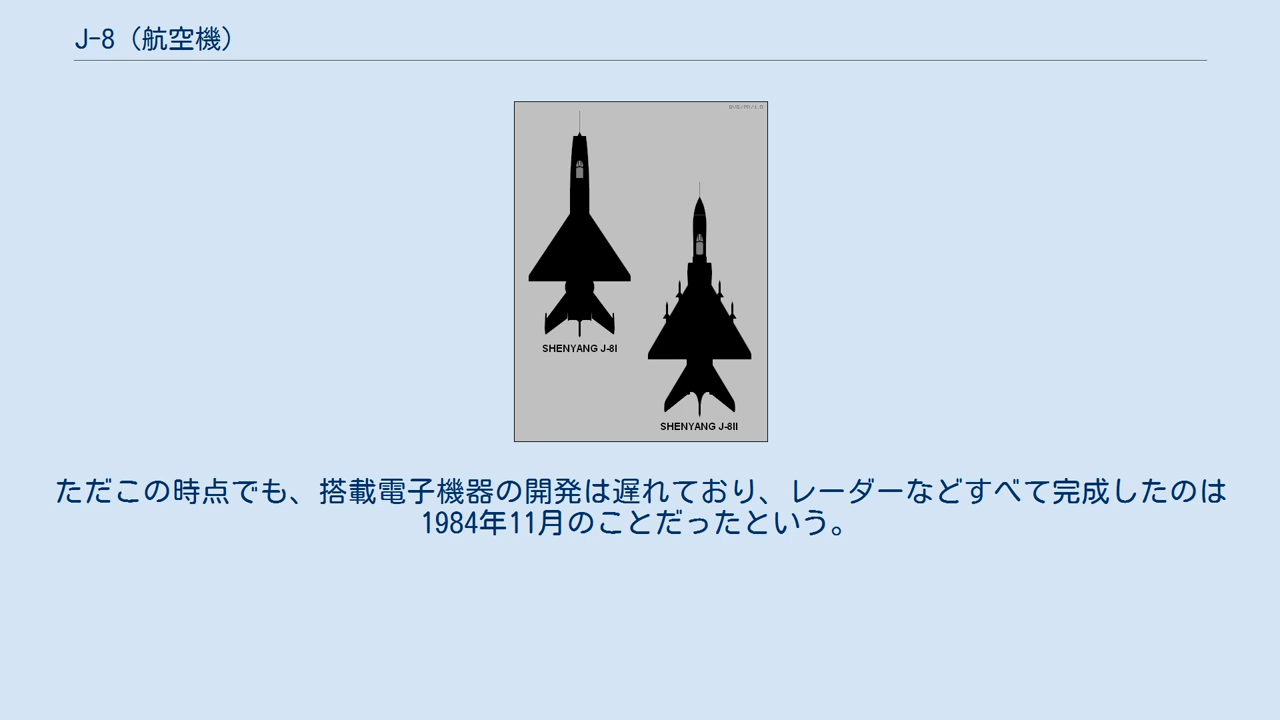 J-8（航空機）
SHENYANG J-8I
SHENYANG J-8II
ただこの時点でも、搭載電子機器の開発は遅れており、レーダーなどすべて完成したのは
1984年11月のことだったという。